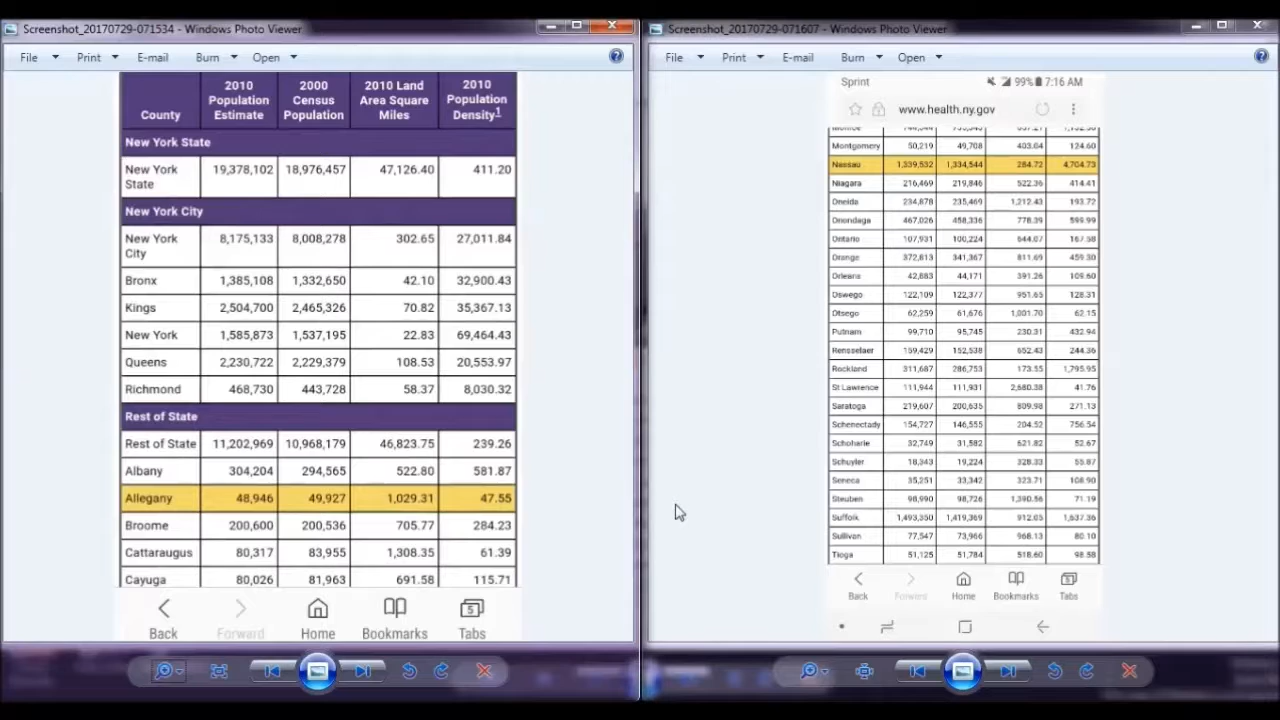 Screenshot_20170729-071534 - Windows Photo Viewer
File Print E-mail Burn Open
County 2010 Population Estimate 2000 Census Population 2010 Land Area Square Miles 2010 Population Density1
New York State
New York State 19,378,102 18,976,457 47,126.40 411.20
New York City
New York City 8,175,133 8,008,278 302.65 27,011.84
Bronx 1,385,108 1,332,650 42.10 32,900.43
Kings 2,504,700 2,465,326 70.82 35,367.13
New York 1,585,873 1,537,195 22.83 69,464.43
Queens 2,230,722 2,229,379 108.53 20,553.97
Richmond 468,730 443,728 58.37 8,030.32
Rest of State
Rest of State 11,202,969 10,968,179 46,823.75 239.26
Albany 304,204 294,565 522.80 581.87
Allegany 48,946 49,927 1,029.31 47.55
Broome 200,600 200,536 705.77 284.23
Cattaraugus 80,317 83,955 1,308.35 61.39
Cayuga 80,026 81,963 691.58 115.71
Back Forward Home Bookmarks Tabs
5
Screenshot_20170729-071607 - Windows Photo Viewer
File Print E-mail Burn Open
Sprint 99% 7:16 AM
www.health.ny.gov
Montgomery 50,219 49,708 403.04 124.60
Nassau 1,339,532 1,334,544 284.72 4,704.73
Niagara 216,469 219,846 522.36 414.41
Oneida 234,878 235,469 1,212.43 193.72
Onondaga 467,026 458,336 778.39 599.99
Ontario 107,931 100,224 644.07 167.58
Orange 372,813 341,367 811.69 459.30
Orleans 42,883 44,171 391.26 109.60
Oswego 122,109 122,377 951.65 128.31
Otsego 62,259 61,676 1,001.70 62.15
Putnam 99,710 95,745 230.31 432.94
Rensselaer 159,429 152,538 652.43 244.36
Rockland 311,687 286,753 173.55 1,795.95
St Lawrence 111,944 111,931 2,680.38 41.76
Saratoga 219,607 200,635 809.98 271.13
Schenectady 154,727 146,555 204.52 756.54
Schoharie 32,749 31,582 621.82 52.67
Schuyler 18,343 19,224 328.33 55.87
Seneca 35,251 33,342 323.71 108.90
Steuben 98,990 98,726 1,390.56 71.19
Suffolk 1,493,350 1,419,369 912.05 1,637.36
Sullivan 77,547 73,966 968.13 80.10
Tioga 51,125 51,784 518.60 98.58
Back Forward Home Bookmarks Tabs
5